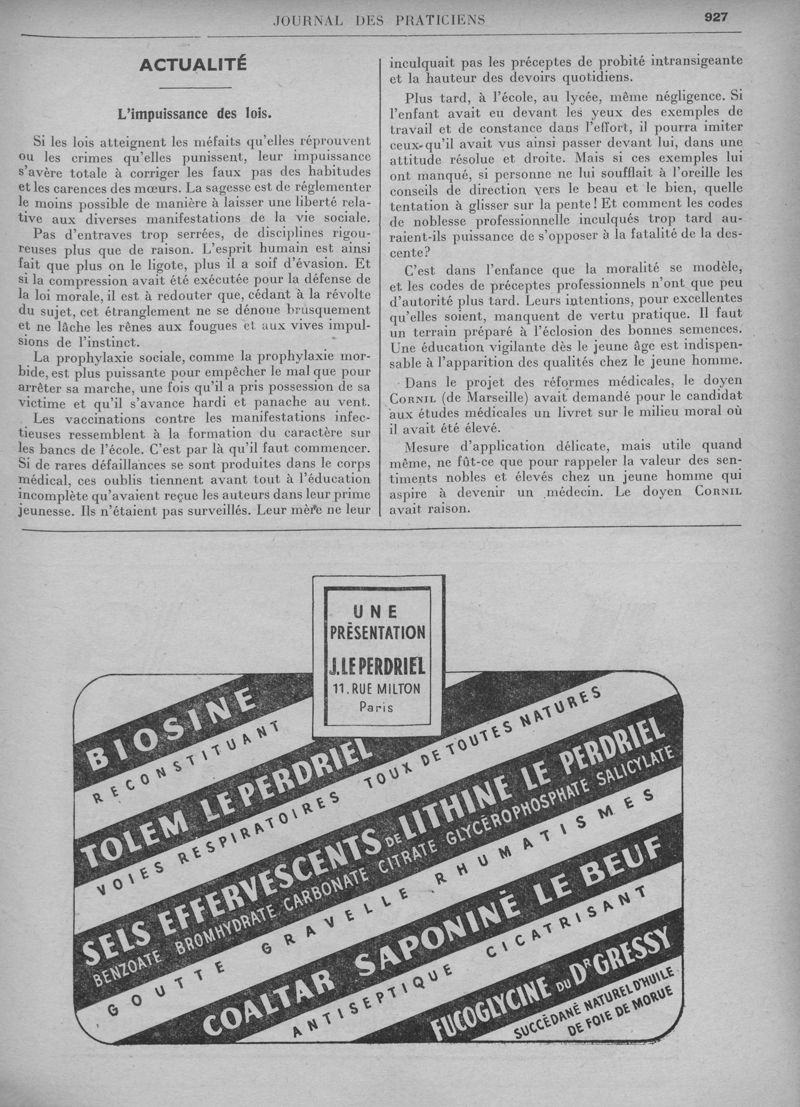 JOURNAL DES PRATICIENS
927
ACTUALITÉ
L'impuissance des lois.
Si les lois atteignent les méfaits qu'elles réprouvent
ou les crimes qu'elles punissent, leur impuissance
s'avère totale à corriger les faux pas des habitudes
et les carences des mœurs. La sagesse est de réglementer
le moins possible de manière à laisser une liberté rela-
tive aux diverses manifestations de la vie sociale.
Pas d'entraves trop serrées, de disciplines rigou-
reuses plus que de raison. L'esprit humain est ainsi
fait que plus on le ligote, plus il a soif d'évasion. Et
si la compression avait été exécutée pour la défense de
la loi morale, il est à redouter que, cédant à la révolte
du sujet, cet étranglement ne se dénoue brusquement
et ne lâche les rênes aux fougues et aux vives impul-
sions de l'instinct.
La prophylaxie sociale, comme la prophylaxie mor-
bide, est plus puissante pour empêcher le mal que pour
arrêter sa marche, une fois qu'il a pris possession de sa
victime et qu'il s'avance hardi et panache au vent.
Les vaccinations contre les manifestations infec-
tieuses ressemblent à la formation du caractère sur
les bancs de l'école. C'est par là qu'il faut commencer.
Si de rares défaillances se sont produites dans le corps
médical, ces oublis tiennent avant tout à l'éducation
incomplète qu'avaient reçue les auteurs dans leur prime
jeunesse. Ils n'étaient pas surveillés. Leur mère ne leur
inculquait pas les préceptes de probité intransigeante
et la hauteur des devoirs quotidiens.
Plus tard, à l'école, au lycée, même négligence. Si
l'enfant avait eu devant les yeux des exemples de
travail et de constance dans l'effort, il pourra imiter
ceux-qu'il avait vus ainsi passer devant lui, dans une
attitude résolue et droite. Mais si ces exemples lui
ont manqué, si personne ne lui soufflait à l'oreille les
conseils de direction vers le beau et le bien, quelle
tentation à glisser sur la pente! Et comment les codes
de noblesse professionnelle inculqués trop tard au-
raient-ils puissance de s'opposer à la fatalité de la des-
cente?
C'est dans l'enfance que la moralité se modèle,
et les codes de préceptes professionnels n'ont que peu
d'autorité plus tard. Leurs intentions, pour excellentes
qu'elles soient, manquent de vertu pratique. Il faut
un terrain préparé à l'éclosion des bonnes semences.
Une éducation vigilante dès le jeune âge est indispen-
sable à l'apparition des qualités chez le jeune homme.
Dans le projet des réformes médicales, le doyen
CORNIL (de Marseille) avait demandé pour le candidat
aux études médicales un livret sur le milieu moral où
il avait été élevé.
Mesure d'application délicate, mais utile quand
même, ne fût-ce que pour rappeler la valeur des sen-
timents nobles et élevés chez un jeune homme qui
aspire à devenir un médecin. Le doyen CORNIL
avait raison.
UNE
PRÉSENTATION
J. LE PERDRIEL
11. RUE MILTON
Paris
BIOSINE
RECONSTITUANT
TOLEM LE PERDRIEL
VOIES RESPIRATOIRES TOUX DE TOUTES NATURES
SELS EFFERVESCENTS DE LITHINE LE PERDRIEL
BENZOATE BROMHYDRATE CARBONATE CITRATE GLYCÉROPHOSPHATE SALICYLATE
GOUTTE GRAVELLE RHUMATISMES
COALTAR SAPONINÉ LE BEUF
ANTISEPTIQUE CICATRISANT
FUCOGLYCINE DU DR GRESSY
SUCCÉDANÉ NATUREL D'HUILE
DE FOIE DE MORUE